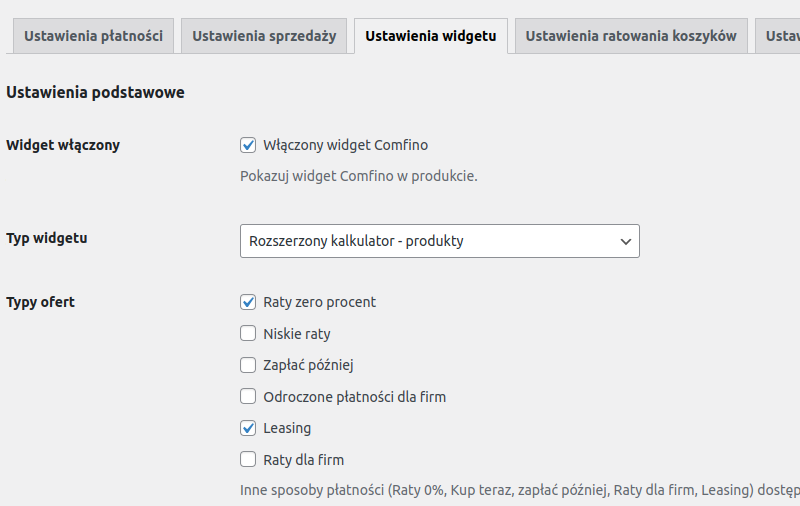 Ustawienia płatności Ustawienia sprzedaży Ustawienia widgetu Ustawienia ratowania koszyków
Ustawienia podstawowe
Widget włączony Włączony widget Comfino
Pokazuj widget Comfino w produkcie.
Typ widgetu Rozszerzony kalkulator - produkty
Typy ofert Raty zero procent
Niskie raty
Zapłać później
Odroczone płatności dla firm
Leasing
Raty dla firm
Inne sposoby płatności (Raty 0%, Kup teraz, zapłać później, Raty dla firm, Leasing)